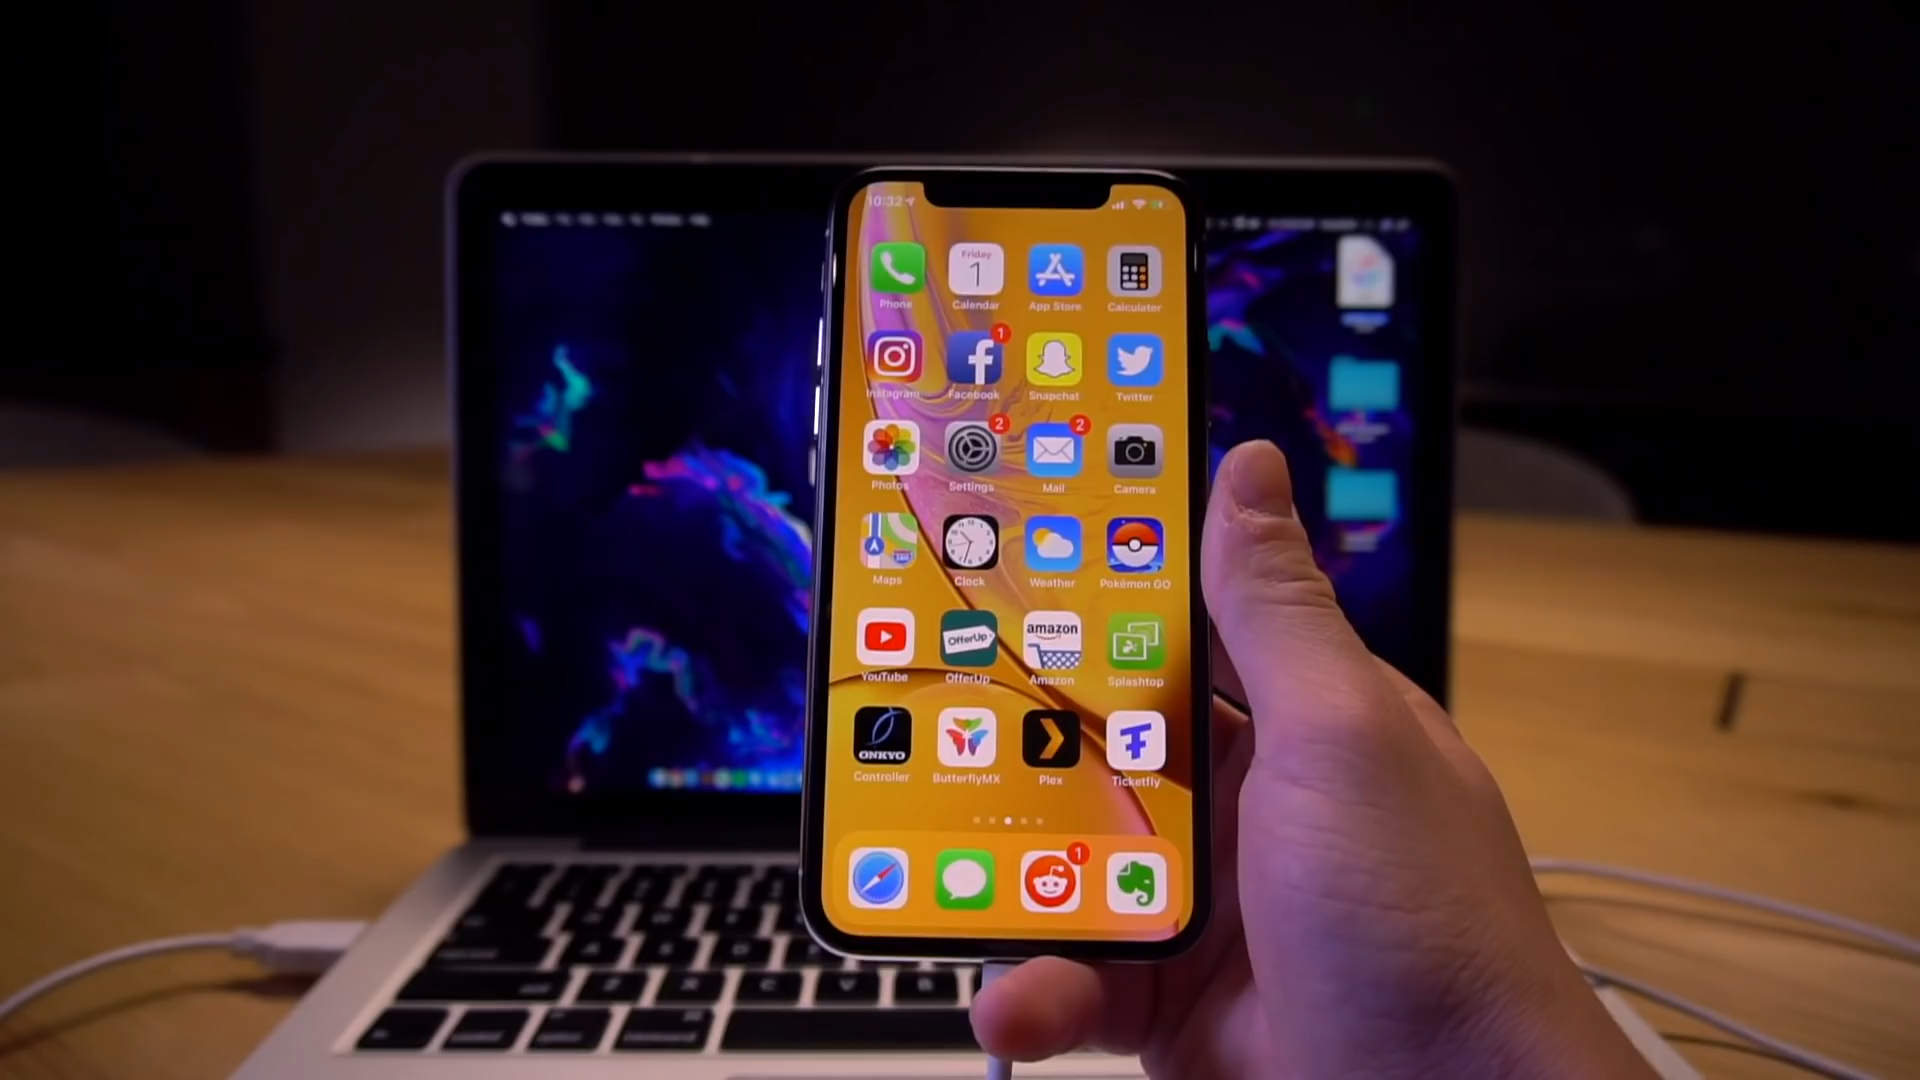 10:32
Friday
1
Phone
Calendar
App Store
Calculator
1
Instagram
Facebook
Snapchat
Twitter
2
2
Photos
Settings
Mail
Camera
280
Maps
Clock
Weather
Pokémon GO
OfferUp
amazon
YouTube
OfferUp
Amazon
Splashtop
ONKYO
Controller
ButterflyMX
Plex
Ticketfly
1
A
S
D
Z
X
C
V
B